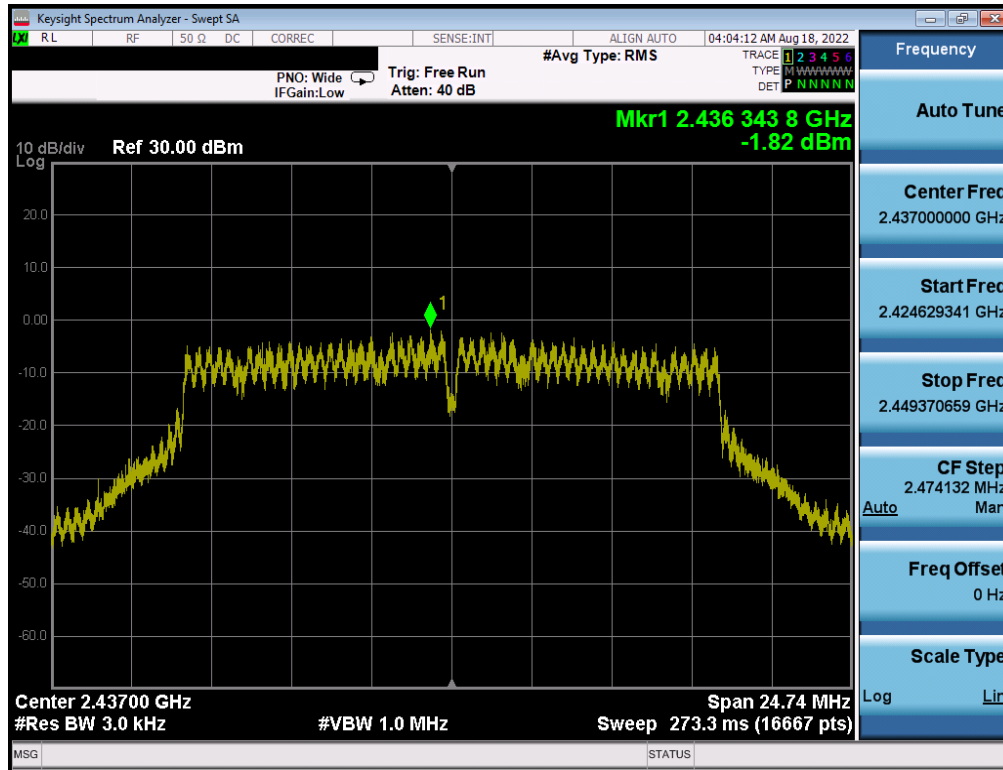 Keysight Spectrum Analyzer - Swept SA
LXI RL RF 50 Ω DC CORREC SENSE:INT ALIGN AUTO 04:04:12 AM Aug 18, 2022
#Avg Type: RMS
TRACE 1 2 3 4 5 6
PNO: Wide Trig: Free Run
TYPE M WWWWW
IFGain:Low Atten: 40 dB
DET P N N N N N
Mkr1 2.436 343 8 GHz
-1.82 dBm
10 dB/div Ref 30.00 dBm
Log
20.0
10.0
1
0.00
-10.0
-20.0
-30.0
-40.0
-50.0
-60.0
Center 2.43700 GHz Span 24.74 MHz
#Res BW 3.0 kHz #VBW 1.0 MHz Sweep 273.3 ms (16667 pts)
MSG STATUS
Frequency
Auto Tune
Center Freq
2.437000000 GHz
Start Freq
2.424629341 GHz
Stop Freq
2.449370659 GHz
CF Step
2.474132 MHz
Auto Man
Freq Offset
0 Hz
Scale Type
Log Lin